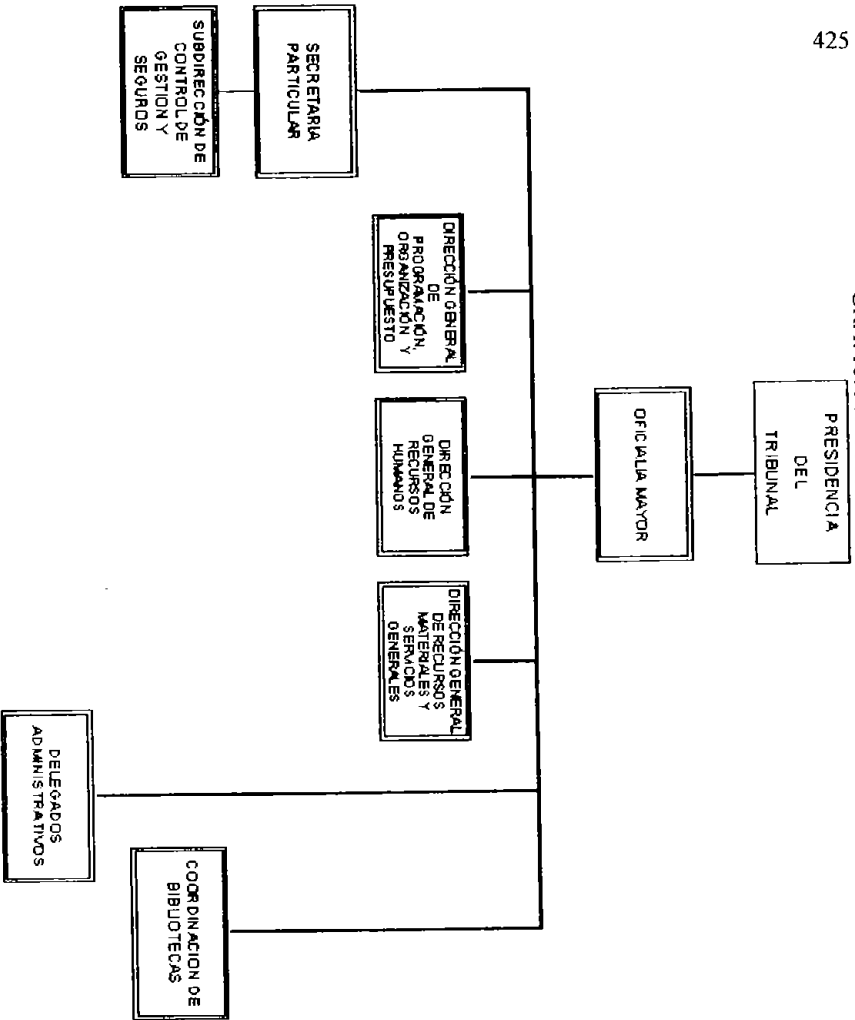 425
PRESIDENCIA
DEL
TRIBUNAL
OFICIALIA MAYOR
SECRETARIA
PARTICULAR
SUBDIRECCIÓN DE
CONTROL DE
GESTION Y
SEGUROS
DIRECCIÓN GENERAL
DE
PROGRAMACIÓN,
ORGANIZACIÓN Y
PRESUPUESTO
DIRECCIÓN
GENERAL DE
RECURSOS
HUMANOS
DIRECCIÓN GENERAL
DE RECURSOS
MATERIALES Y
SERVICIOS
GENERALES
DELEGADOS
ADMINISTRATIVOS
COORDINACION DE
BIBLIOTECAS